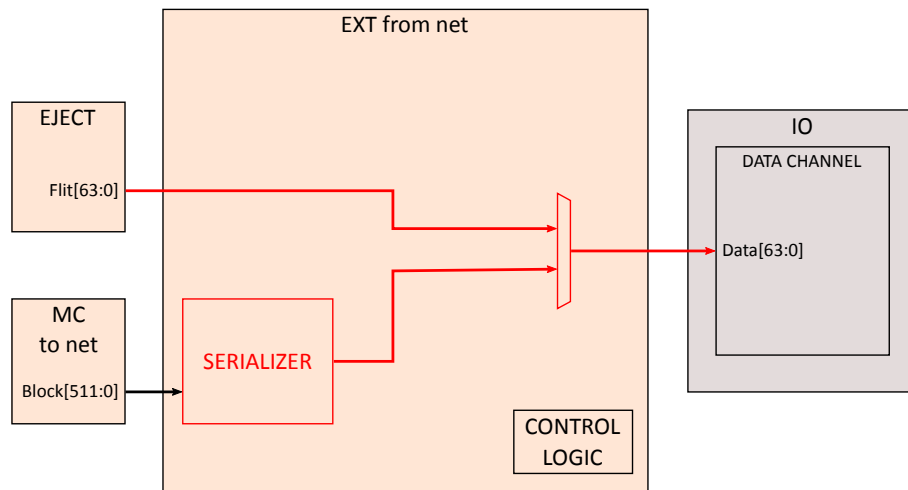 EXT from net
EJECT
Flit[63:0]
MC
to net
Block[511:0]
SERIALIZER
CONTROL
LOGIC
IO
DATA CHANNEL
Data[63:0]